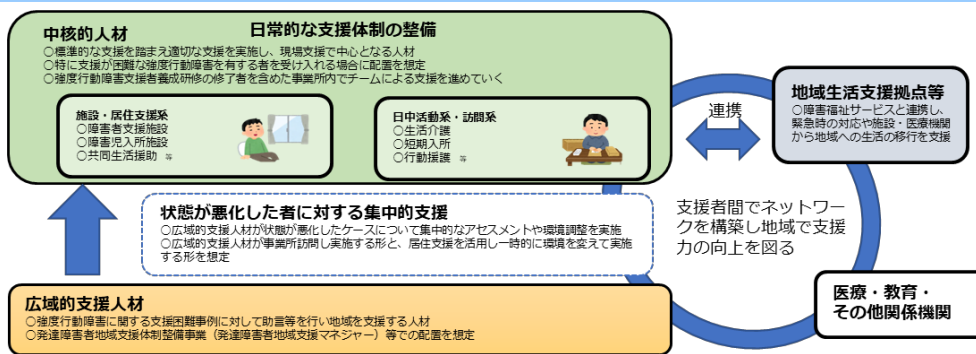 中核的人材
日常的な支援体制の整備
○標準的な支援を踏まえ適切な支援を実施し、現場支援で中心となる人材
○特に支援が困難な強度行動障害を有する者を受け入れる場合に配置を想定
○強度行動障害支援者養成研修の修了者を含めた事業所内でチームによる支援を進めていく
施設・居住支援系
○障害者支援施設
○障害児入所施設
○共同生活援助 等
日中活動系・訪問系
○生活介護
○短期入所
○行動援護 等
連携
地域生活支援拠点等
○障害福祉サービスと連携し、
緊急時の対応や施設・医療機関
から地域への生活の移行を支援
状態が悪化した者に対する集中的支援
○広域的支援人材が状態が悪化したケースについて集中的なアセスメントや環境調整を実施
○広域的支援人材が事業所訪問し実施する形と、居住支援を活用し一時的に環境を変えて実施
する形を想定
支援者間でネットワー
クを構築し地域で支援
力の向上を図る
広域的支援人材
○強度行動障害に関する支援困難事例に対して助言等を行い地域を支援する人材
○発達障害者地域支援体制整備事業（発達障害者地域支援マネジャー）等での配置を想定
医療・教育・
その他関係機関